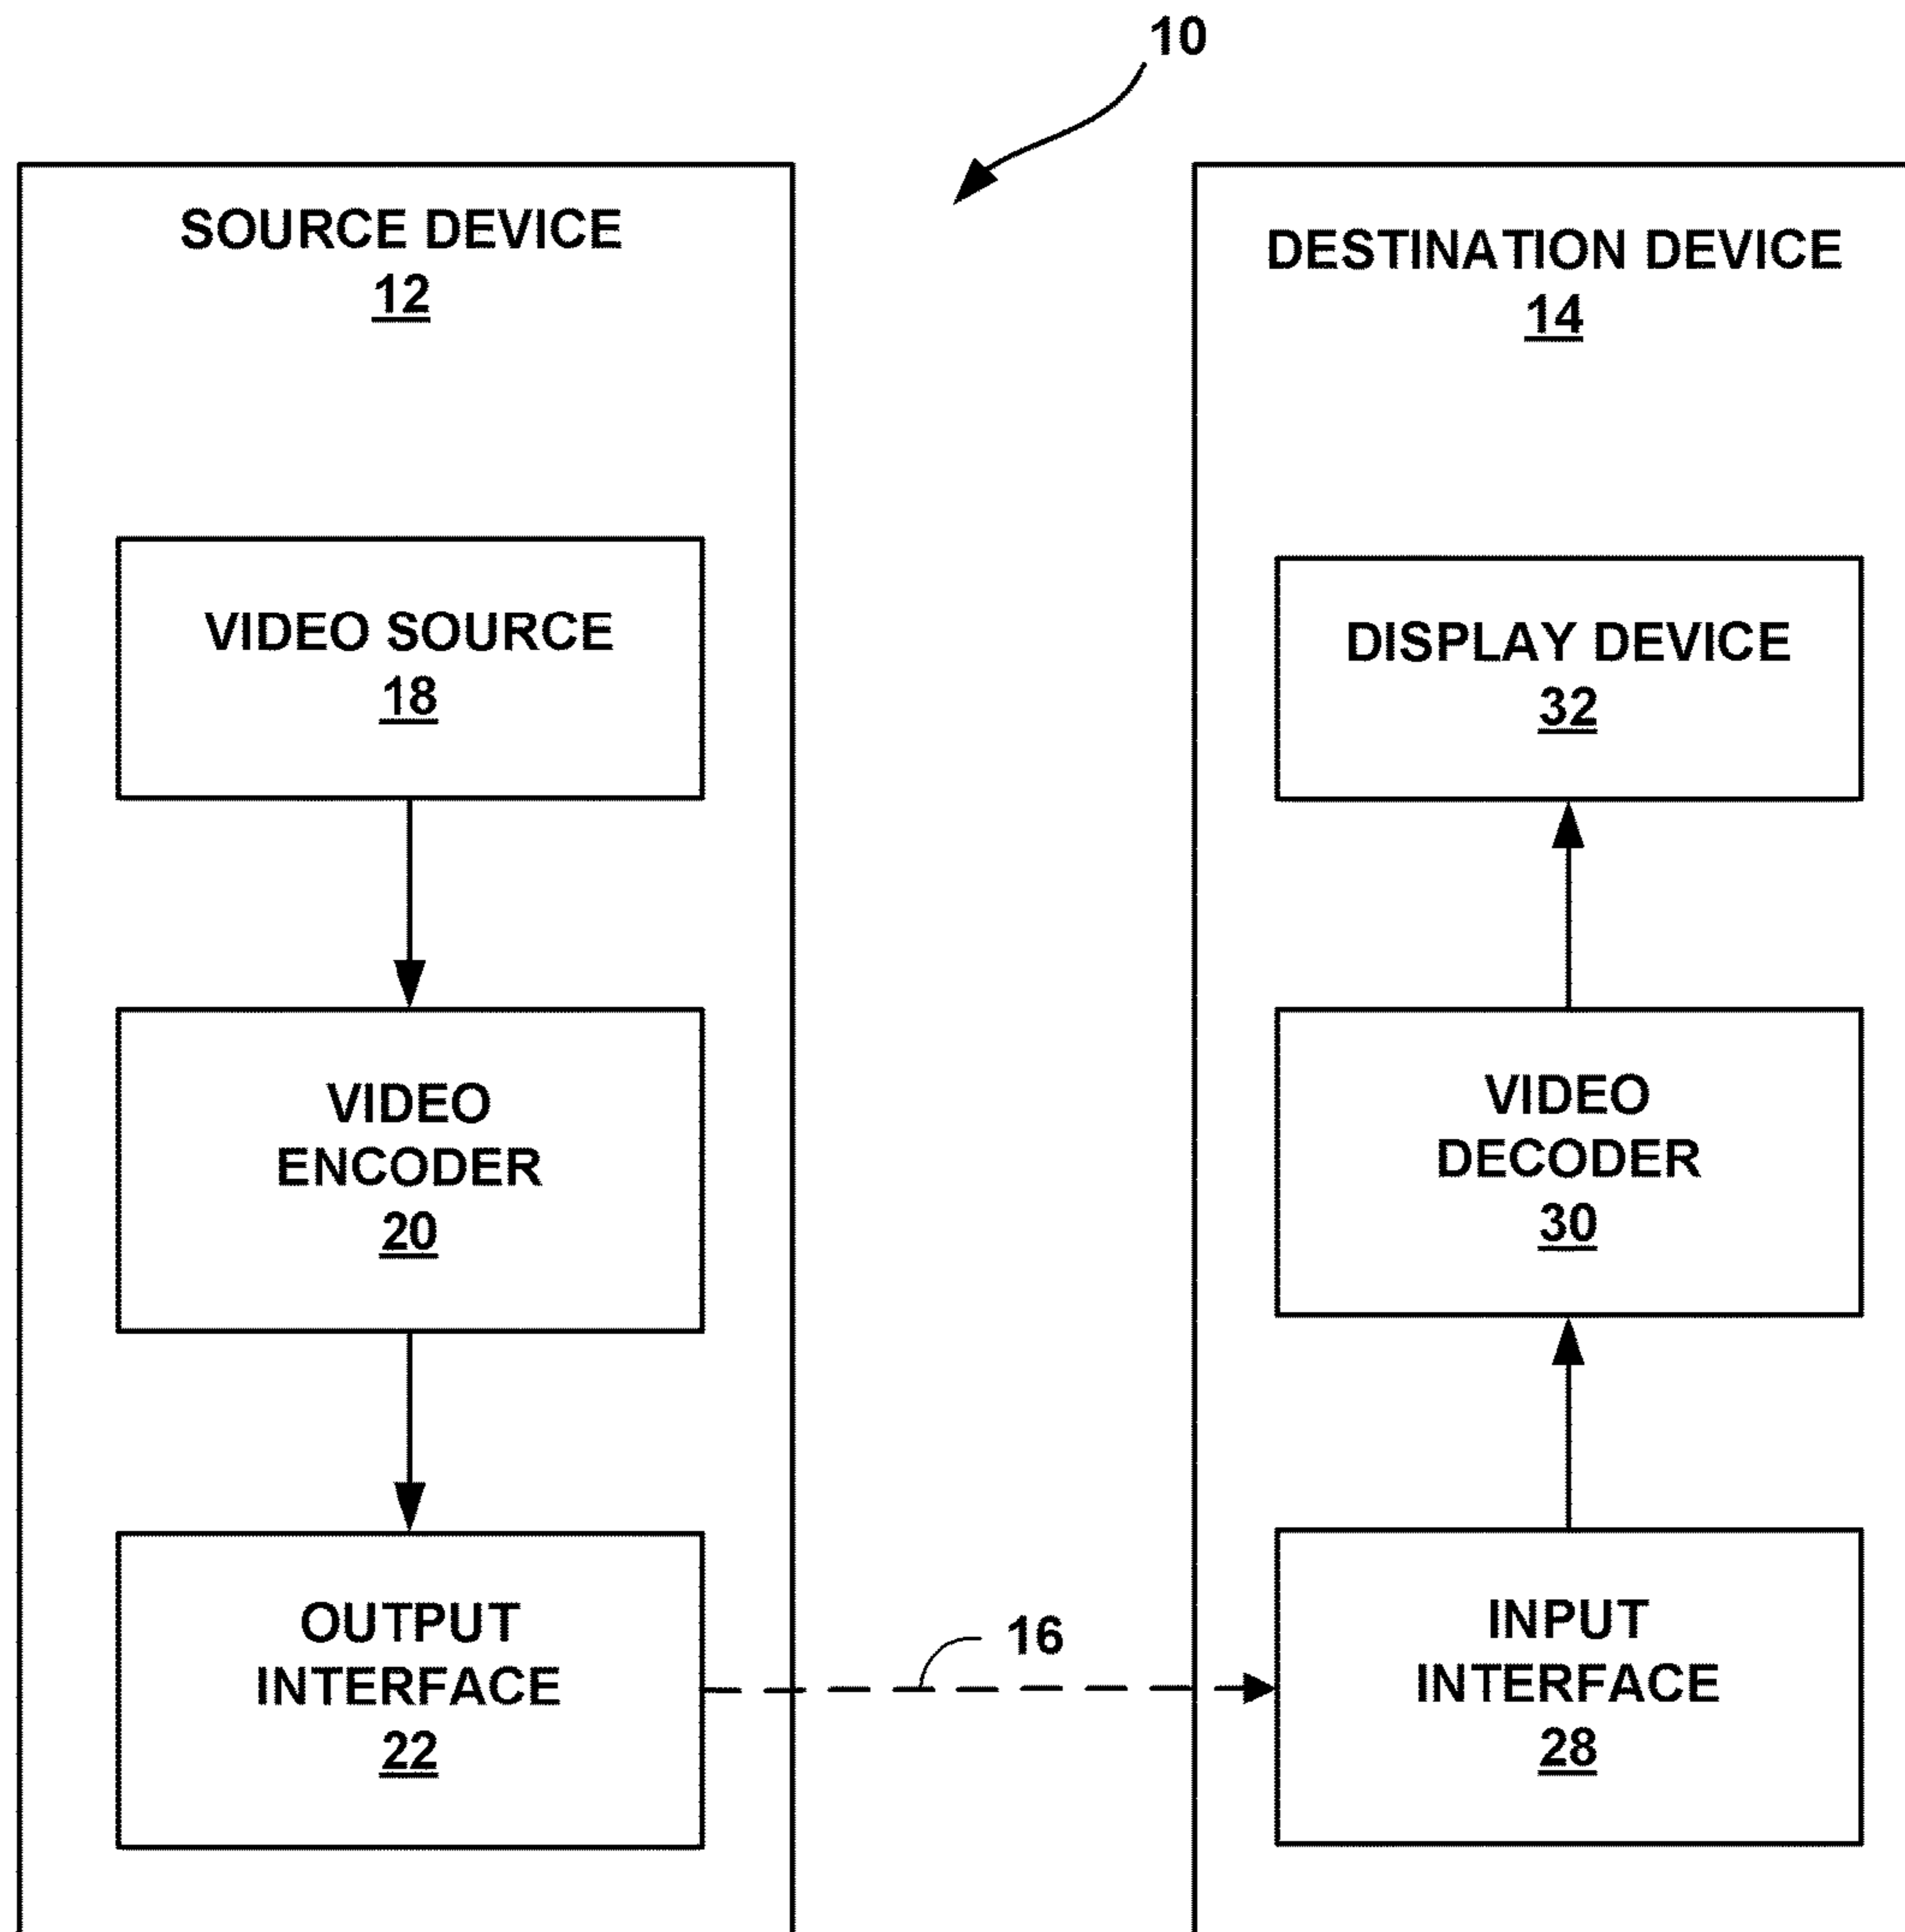 10
SOURCE DEVICE
12
VIDEO SOURCE
18
VIDEO
ENCODER
20
OUTPUT
INTERFACE
22
16
DESTINATION DEVICE
14
DISPLAY DEVICE
32
VIDEO
DECODER
30
INPUT
INTERFACE
28